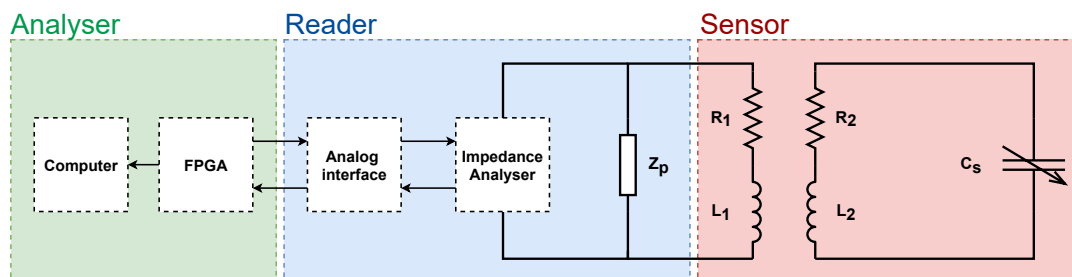 Analyser
Reader
Sensor
Computer
FPGA
Analog
interface
Impedance
Analyser
Zp
R1
L1
R2
L2
Cs